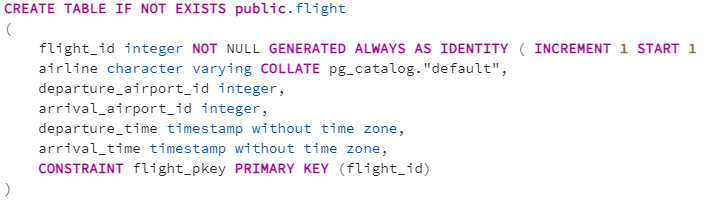 CREATE TABLE IF NOT EXISTS public.flight
(
flight_id integer NOT NULL GENERATED ALWAYS AS IDENTITY ( INCREMENT 1 START 1
airline character varying COLLATE pg_catalog."default",
departure_airport_id integer,
arrival_airport_id integer,
departure_time timestamp without time zone,
arrival_time timestamp without time zone,
CONSTRAINT flight_pkey PRIMARY KEY (flight_id)
)